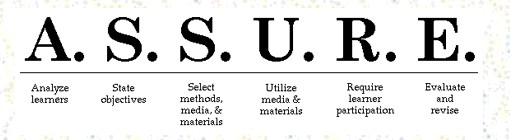 A. S. S. U. R. E.
Analyze
learners
State
objectives
Select
methods,
media, &
materials
Utilize
media &
materials
Require
learner
participation
Evaluate
and
revise